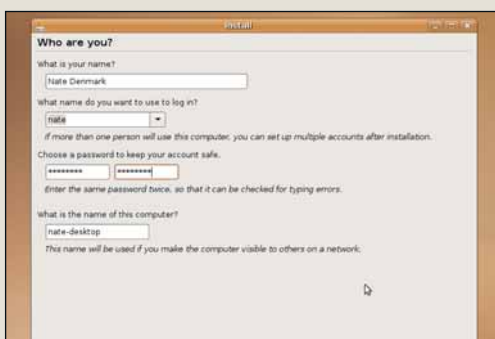 Install
Who are you?
What is your name?
Nate Denmark
What name do you want to use to log in?
nate
If more than one person will use this computer, you can set up multiple accounts after installation.
Choose a password to keep your account safe.
******** ********
Enter the same password twice, so that it can be checked for typing errors.
What is the name of this computer?
nate-desktop
This name will be used if you make the computer visible to others on a network.